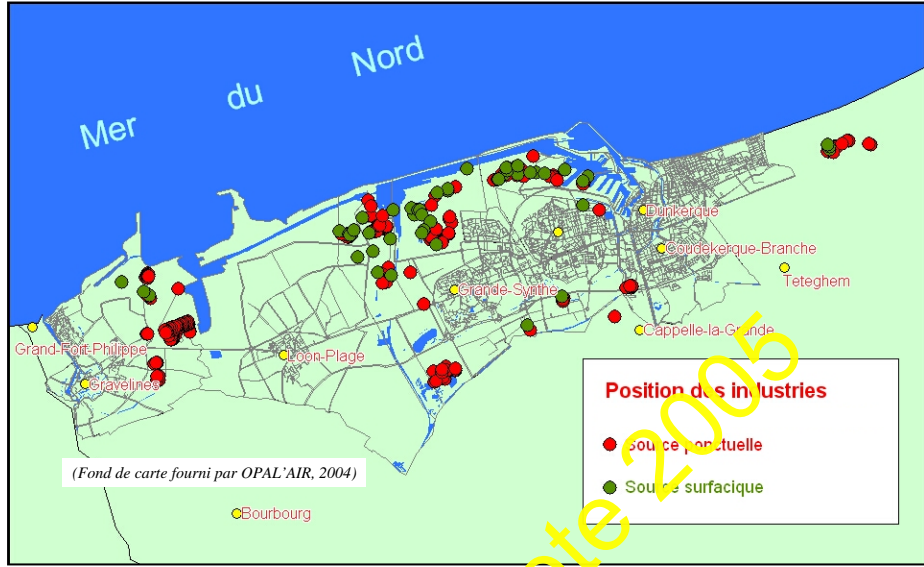 Mer du Nord
Dunkerque
Coudekerque-Branche
Teteghem
Grande-Synthe
Cappelle-la-Grande
Grand-Fort-Philippe
Loon-Plage
Gravelines
Position des industries
Source ponctuelle
Source surfacique
(Fond de carte fourni par OPAL'AIR, 2004)
Bourbourg
2005